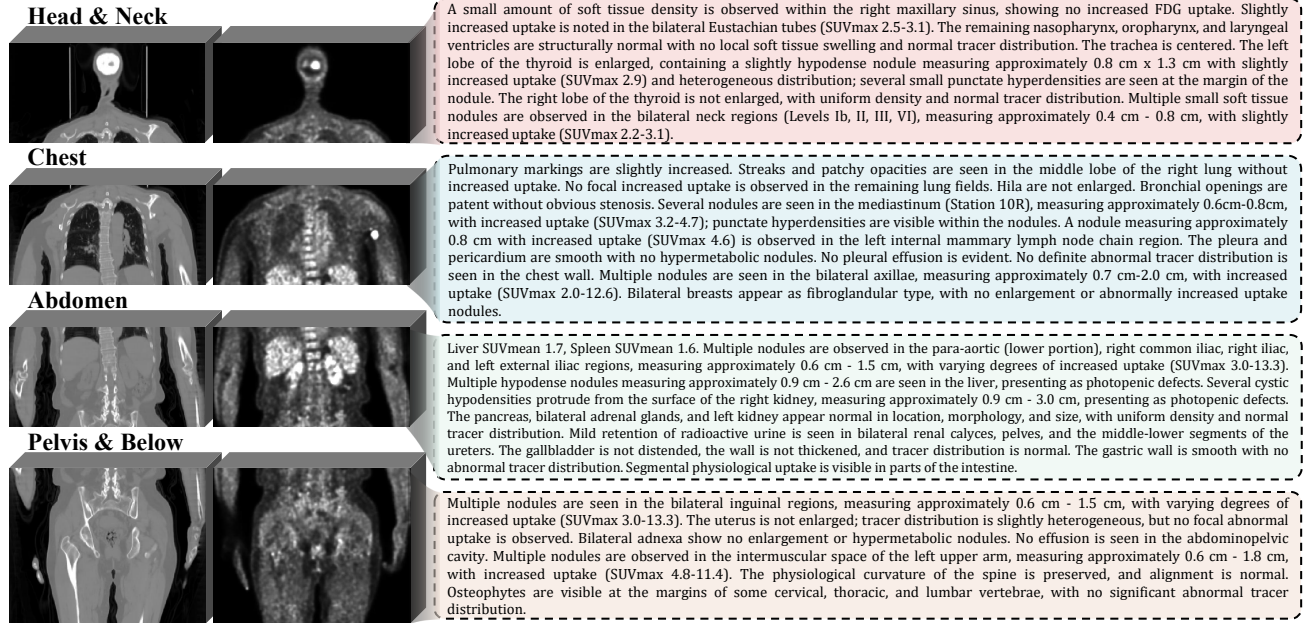 Head & Neck
A small amount of soft tissue density is observed within the right maxillary sinus, showing no increased FDG uptake. Slightly
increased uptake is noted in the bilateral Eustachian tubes (SUVmax 2.5-3.1). The remaining nasopharynx, oropharynx, and laryngeal
ventricles are structurally normal with no local soft tissue swelling and normal tracer distribution. The trachea is centered. The left
lobe of the thyroid is enlarged, containing a slightly hypodense nodule measuring approximately 0.8 cm x 1.3 cm with slightly
increased uptake (SUVmax 2.9) and heterogeneous distribution; several small punctate hyperdensities are seen at the margin of the
nodule. The right lobe of the thyroid is not enlarged, with uniform density and normal tracer distribution. Multiple small soft tissue
nodules are observed in the bilateral neck regions (Levels Ib, II, III, VI), measuring approximately 0.4 cm - 0.8 cm, with slightly
increased uptake (SUVmax 2.2-3.1).
Chest
Pulmonary markings are slightly increased. Streaks and patchy opacities are seen in the middle lobe of the right lung without
increased uptake. No focal increased uptake is observed in the remaining lung fields. Hila are not enlarged. Bronchial openings are
patent without obvious stenosis. Several nodes are seen in the mediastinum (Station 10R), measuring approximately 0.6cm-0.8cm,
with increased uptake (SUVmax 3.2-4.7); punctate hyperdensities are visible within the nodes. A node measuring approximately
0.8 cm with increased uptake (SUVmax 4.6) is observed in the left internal mammary lymph node chain region. The pleura and
pericardium are smooth with no hypermetabolic nodules. No pleural effusion is evident. No definite abnormal tracer distribution is
seen in the chest wall. Multiple nodes are seen in the bilateral axillae, measuring approximately 0.7 cm-2.0 cm, with increased
uptake (SUVmax 2.0-12.6). Bilateral breasts appear as fibroglandular type, with no enlargement or abnormally increased uptake
nodules.
Abdomen
Liver SUVmean 1.7, Spleen SUVmean 1.6. Multiple nodules are observed in the para-aortic (lower portion), right common iliac, right iliac,
and left external iliac regions, measuring approximately 0.6 cm - 1.5 cm, with varying degrees of increased uptake (SUVmax 3.0-13.3).
Multiple hypodense nodules measuring approximately 0.9 cm - 2.6 cm are seen in the liver, presenting as photopenic defects. Several cystic
hypodensities protrude from the surface of the right kidney, measuring approximately 0.9 cm - 3.0 cm, presenting as photopenic defects.
The pancreas, bilateral adrenal glands, and left kidney appear normal in location, morphology, and size, with uniform density and normal
tracer distribution. Mild retention of radioactive urine is seen in bilateral renal calyces, pelves, and the middle-lower segments of the
ureters. The gallbladder is not distended, the wall is not thickened, and tracer distribution is normal. The gastric wall is smooth with no
abnormal tracer distribution. Segmental physiological uptake is visible in parts of the intestine.
Pelvis & Below
Multiple nodules are seen in the bilateral inguinal regions, measuring approximately 0.6 cm - 1.5 cm, with varying degrees of
increased uptake (SUVmax 3.0-13.3). The uterus is not enlarged; tracer distribution is slightly heterogeneous, but no focal abnormal
uptake is observed. Bilateral adnexa show no enlargement or hypermetabolic nodules. No effusion is seen in the abdominopelvic
cavity. Multiple nodules are observed in the intermuscular space of the left upper arm, measuring approximately 0.6 cm - 1.8 cm,
with increased uptake (SUVmax 4.8-11.4). The physiological curvature of the spine is preserved, and alignment is normal.
Osteophytes are visible at the margins of some cervical, thoracic, and lumbar vertebrae, with no significant abnormal tracer
distribution.